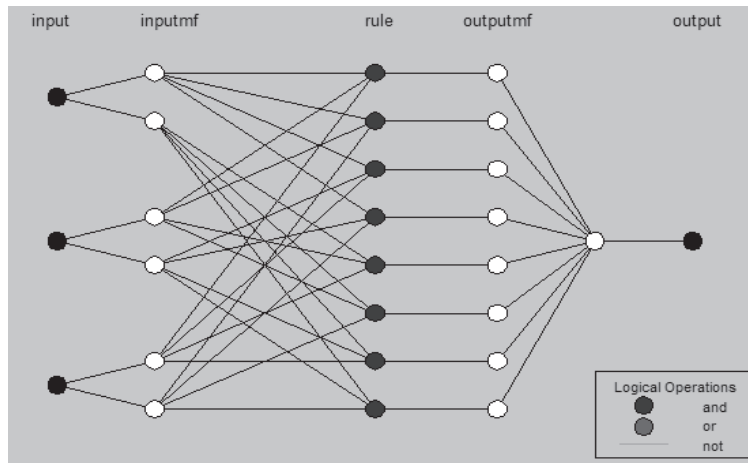 input inputmf rule outputmf output
Logical Operations
and
or
not